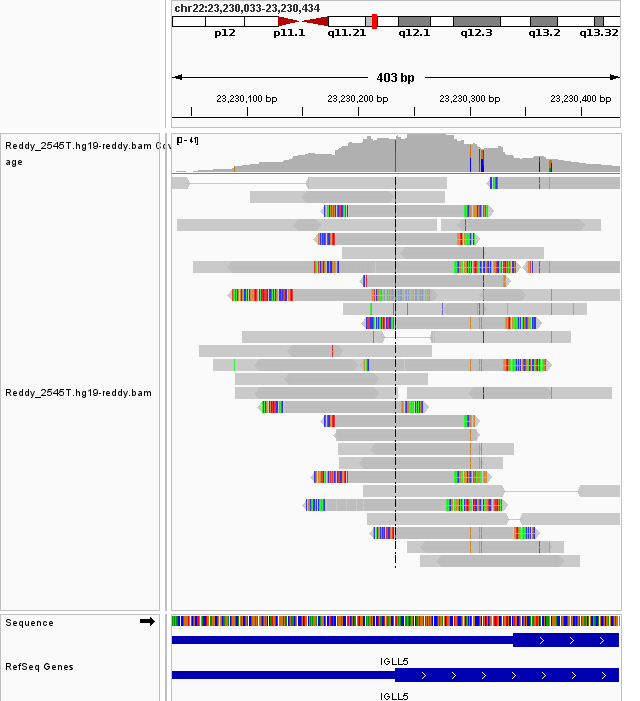 chr22:23,230,033-23,230,434
p12 p11.1 q11.21 q12.1 q12.3 q13.2 q13.32
403 bp
23,230,100 bp 23,230,200 bp 23,230,300 bp 23,230,400 bp
Reddy_2545T.hg19-reddy.bam Cov
age
[0 - 41]
Reddy_2545T.hg19-reddy.bam
Sequence
IGLL5
RefSeq Genes
IGLL5